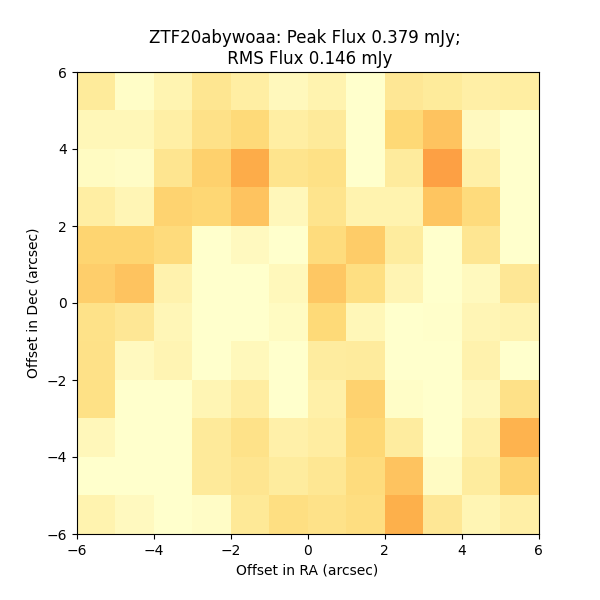 ZTF20abywoaa: Peak Flux 0.379 mJy;
RMS Flux 0.146 mJy
6
4
2
0
−2
−4
−6
Offset in Dec (arcsec)
−6 −4 −2 0 2 4 6
Offset in RA (arcsec)